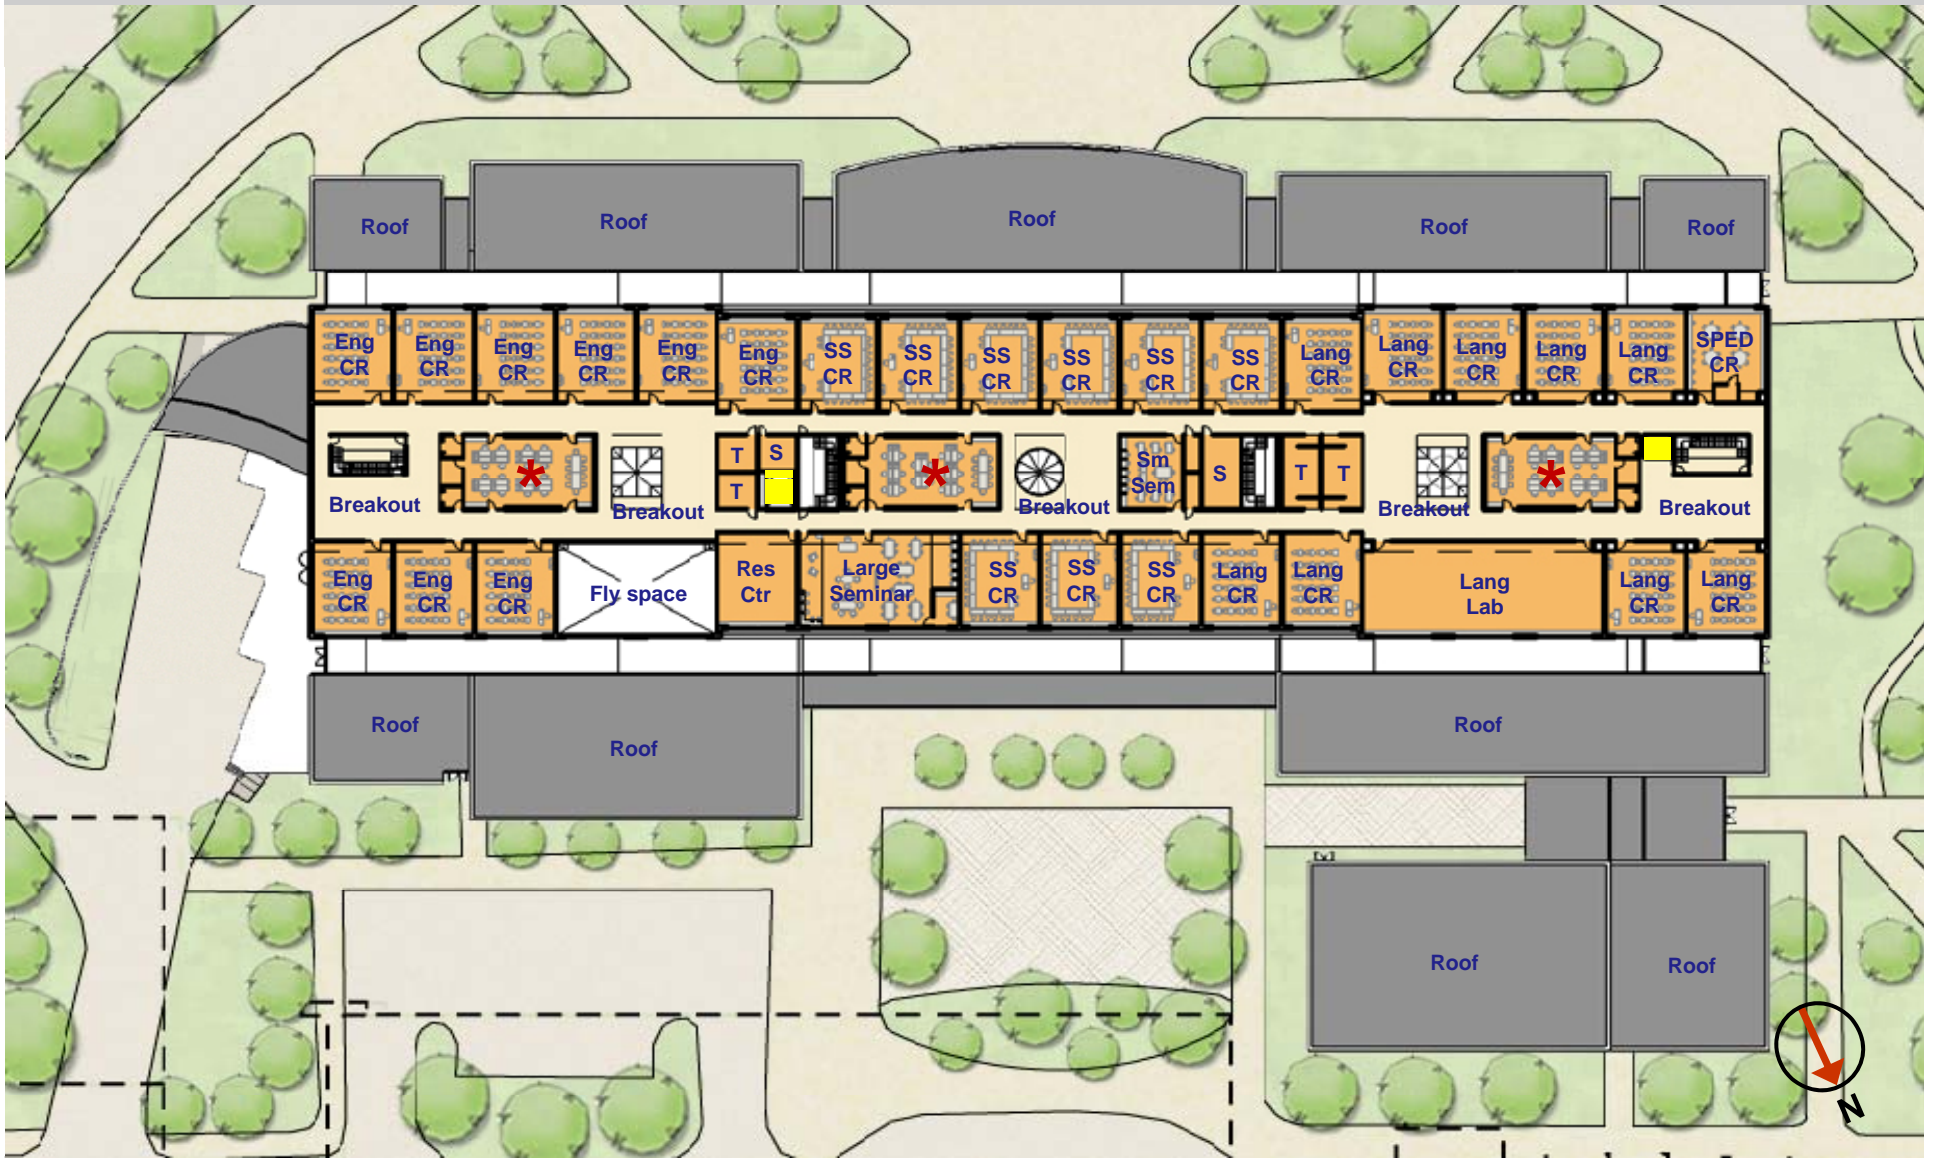 Roof
Roof
Roof
Roof
Roof
Eng
CR
Eng
CR
Eng
CR
Eng
CR
Eng
CR
Eng
CR
SS
CR
SS
CR
SS
CR
SS
CR
SS
CR
SS
CR
Lang
CR
Lang
CR
Lang
CR
Lang
CR
Lang
CR
SPED
CR
Breakout
*
Breakout
T
S
T
*
Breakout
Sm
Sem
S
T
T
Breakout
*
Breakout
Eng
CR
Eng
CR
Eng
CR
Fly space
Res
Ctr
Large
Seminar
SS
CR
SS
CR
SS
CR
Lang
CR
Lang
CR
Lang
Lab
Lang
CR
Lang
CR
Roof
Roof
Roof
Roof
Roof
N